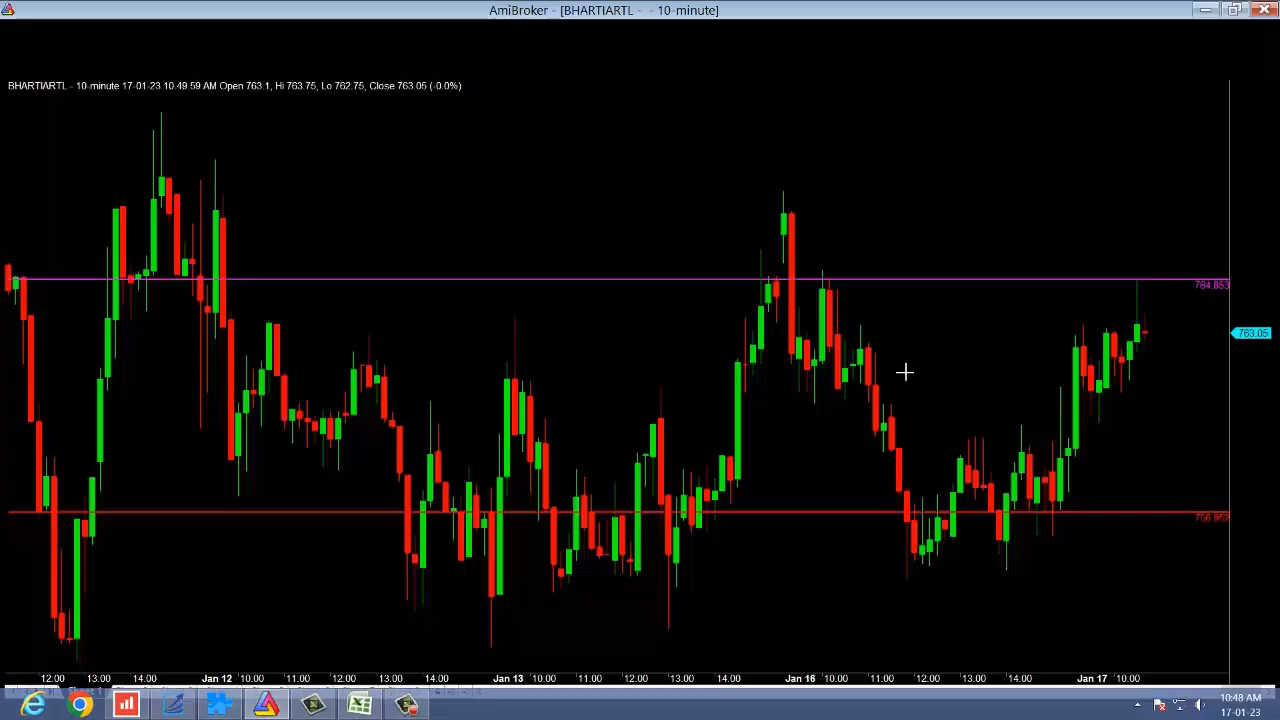 AmiBroker - [BHARTIARTL - - 10-minute]
BHARTIARTL - 10-minute 17-01-23 10:49:59 AM Open 763.1, Hi 763.75, Lo 762.75, Close 763.05 (-0.0%)
764.053
763.05
756.052
12:00 13:00 14:00 Jan 12 10:00 11:00 12:00 13:00 14:00 Jan 13 10:00 11:00 12:00 13:00 14:00 Jan 16 10:00 11:00 12:00 13:00 14:00 Jan 17 10:00
10:48 AM
17-01-23